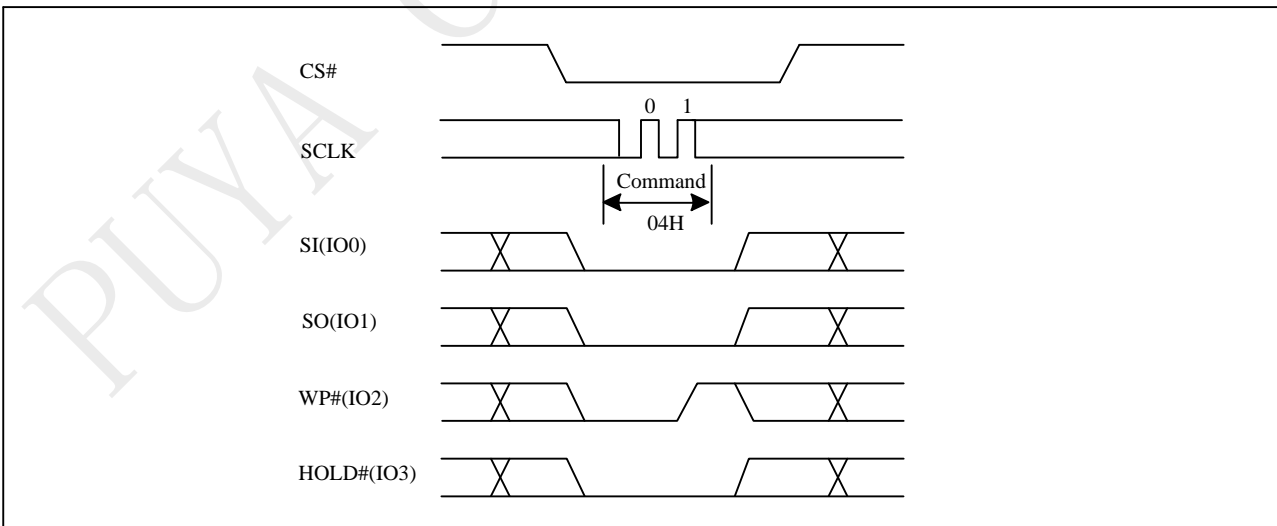 PUYA
CS#
0 1
SCLK
Command
04H
SI(IO0)
SO(IO1)
WP#(IO2)
HOLD#(IO3)